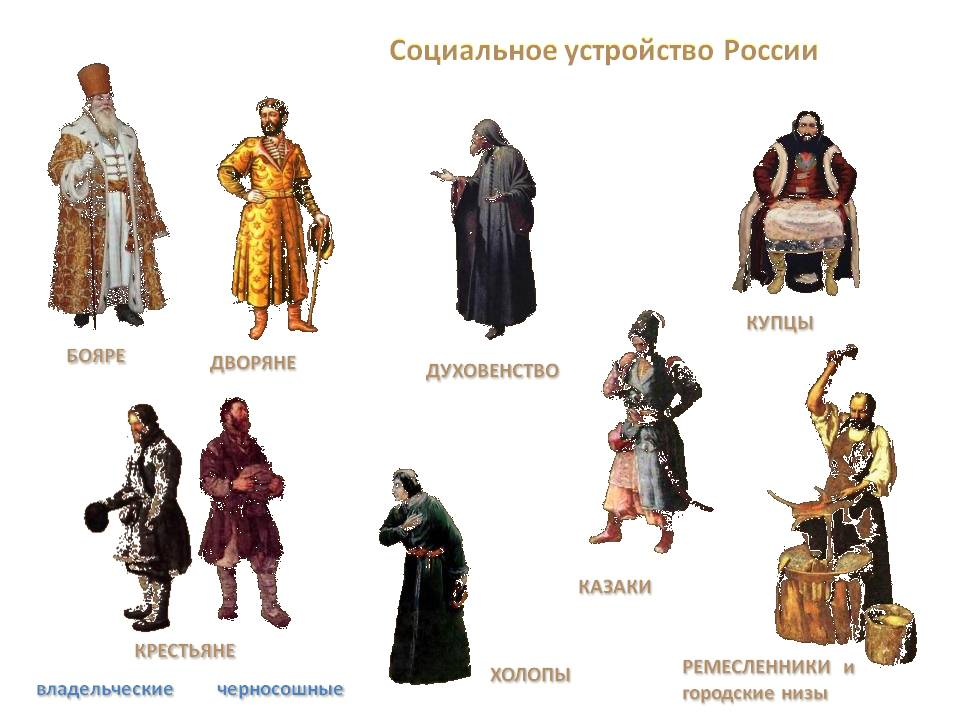 Социальное устройство России
БОЯРЕ
ДВОРЯНЕ
ДУХОВЕНСТВО
КУПЦЫ
КРЕСТЬЯНЕ
владельческие черносошные
ХОЛОПЫ
КАЗАКИ
РЕМЕСЛЕННИКИ и
городские низы